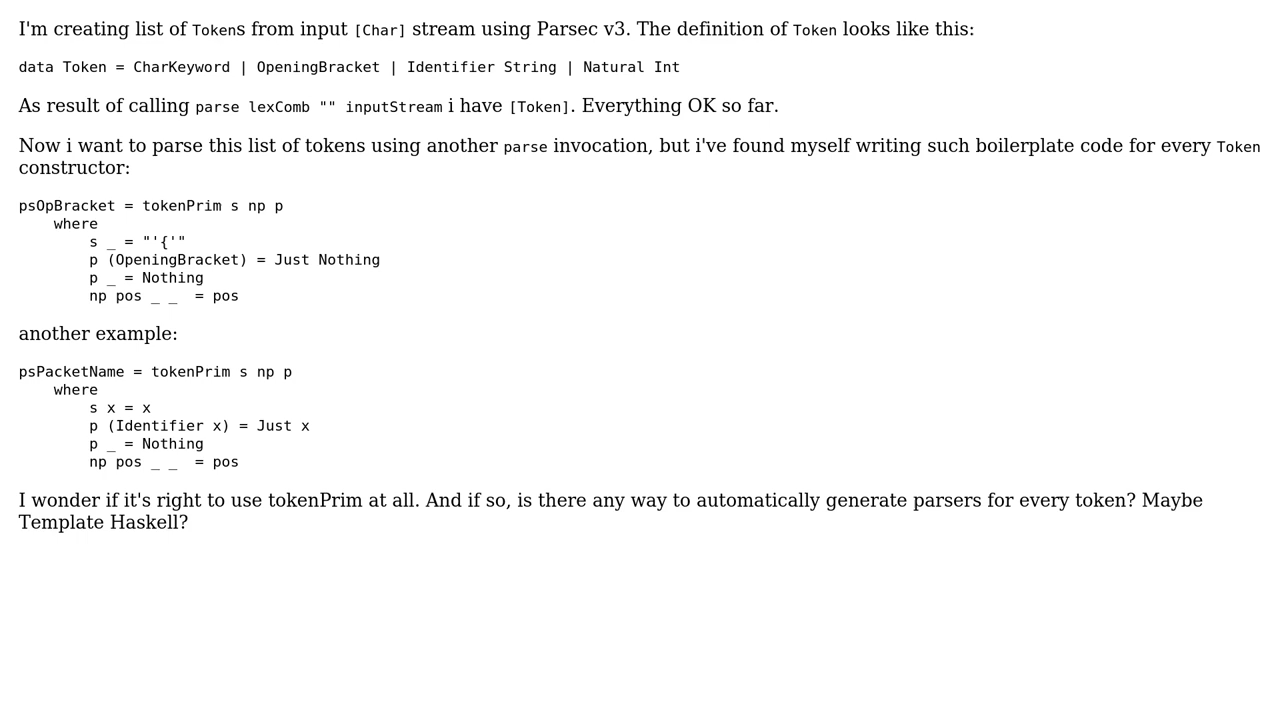 I'm creating list of Tokens from input [Char] stream using Parsec v3. The definition of Token looks like this:
data Token = CharKeyword | OpeningBracket | Identifier String | Natural Int
As result of calling parse lexComb "" inputStream i have [Token]. Everything OK so far.
Now i want to parse this list of tokens using another parse invocation, but i've found myself writing such boilerplate code for every Token
constructor:
psOpBracket = tokenPrim s np p
    where
        s _ = "'{'"
        p (OpeningBracket) = Just Nothing
        p _ = Nothing
        np pos _ _  = pos
another example:
psPacketName = tokenPrim s np p
    where
        s x = x
        p (Identifier x) = Just x
        p _ = Nothing
        np pos _ _  = pos
I wonder if it's right to use tokenPrim at all. And if so, is there any way to automatically generate parsers for every token? Maybe
Template Haskell?